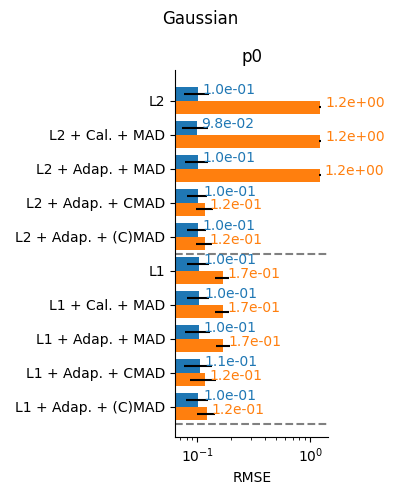 Gaussian
p0
L2
1.0e-01
1.2e+00
L2 + Cal. + MAD
9.8e-02
1.2e+00
L2 + Adap. + MAD
1.0e-01
1.2e+00
L2 + Adap. + CMAD
1.0e-01
1.2e-01
L2 + Adap. + (C)MAD
1.0e-01
1.2e-01
L1
1.0e-01
1.7e-01
L1 + Cal. + MAD
1.0e-01
1.7e-01
L1 + Adap. + MAD
1.0e-01
1.7e-01
L1 + Adap. + CMAD
1.1e-01
1.2e-01
L1 + Adap. + (C)MAD
1.0e-01
1.2e-01
10⁻¹ 10⁰
RMSE